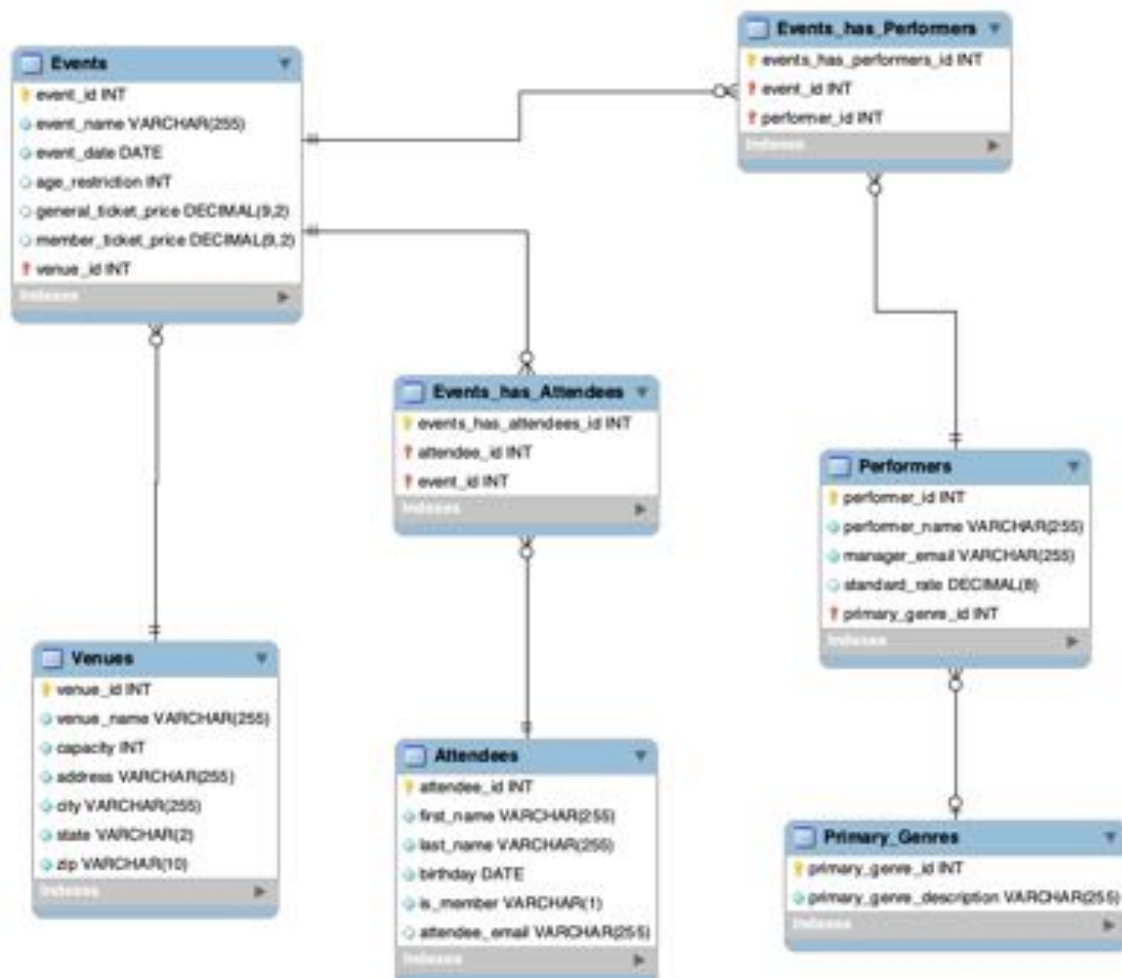 Events
event_id INT
event_name VARCHAR(255)
event_date DATE
age_restriction INT
general_ticket_price DECIMAL(9,2)
member_ticket_price DECIMAL(9,2)
venue_id INT
Indexes
Events_has_Performers
events_has_performers_id INT
event_id INT
performer_id INT
Indexes
Events_has_Attendees
events_has_attendees_id INT
attendee_id INT
event_id INT
Indexes
Performers
performer_id INT
performer_name VARCHAR(255)
manager_email VARCHAR(255)
standard_rate DECIMAL(8)
primary_genre_id INT
Indexes
Venues
venue_id INT
venue_name VARCHAR(255)
capacity INT
address VARCHAR(255)
city VARCHAR(255)
state VARCHAR(2)
zip VARCHAR(10)
Indexes
Attendees
attendee_id INT
first_name VARCHAR(255)
last_name VARCHAR(255)
birthday DATE
is_member VARCHAR(1)
attendee_email VARCHAR(255)
Indexes
Primary_Genres
primary_genre_id INT
primary_genre_description VARCHAR(255)
Indexes